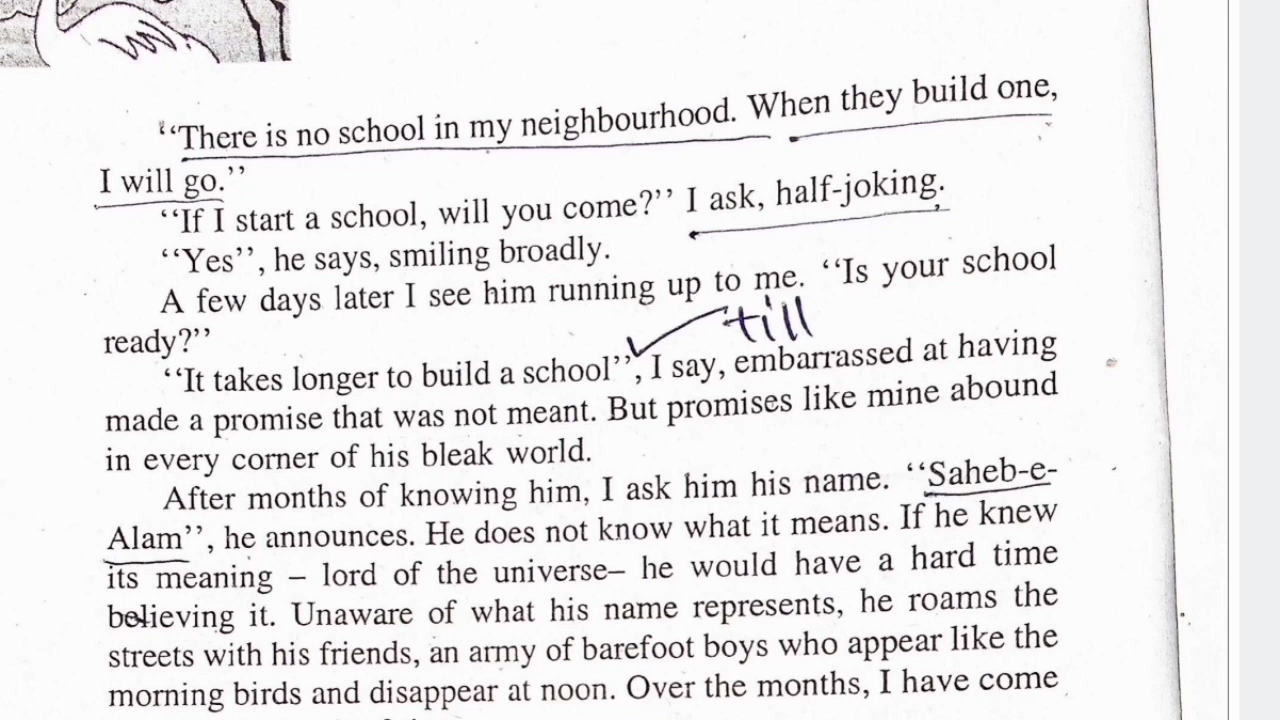 ‘‘There is no school in my neighbourhood. When they build one,
I will go.’’
‘‘If I start a school, will you come?’’ I ask, half-joking.
‘‘Yes’’, he says, smiling broadly.
A few days later I see him running up to me. ‘‘Is your school
ready?’’
till
‘‘It takes longer to build a school’’, I say, embarrassed at having
made a promise that was not meant. But promises like mine abound
in every corner of his bleak world.
After months of knowing him, I ask him his name. ‘‘Saheb-e-
Alam’’, he announces. He does not know what it means. If he knew
its meaning – lord of the universe– he would have a hard time
believing it. Unaware of what his name represents, he roams the
streets with his friends, an army of barefoot boys who appear like the
morning birds and disappear at noon. Over the months, I have come